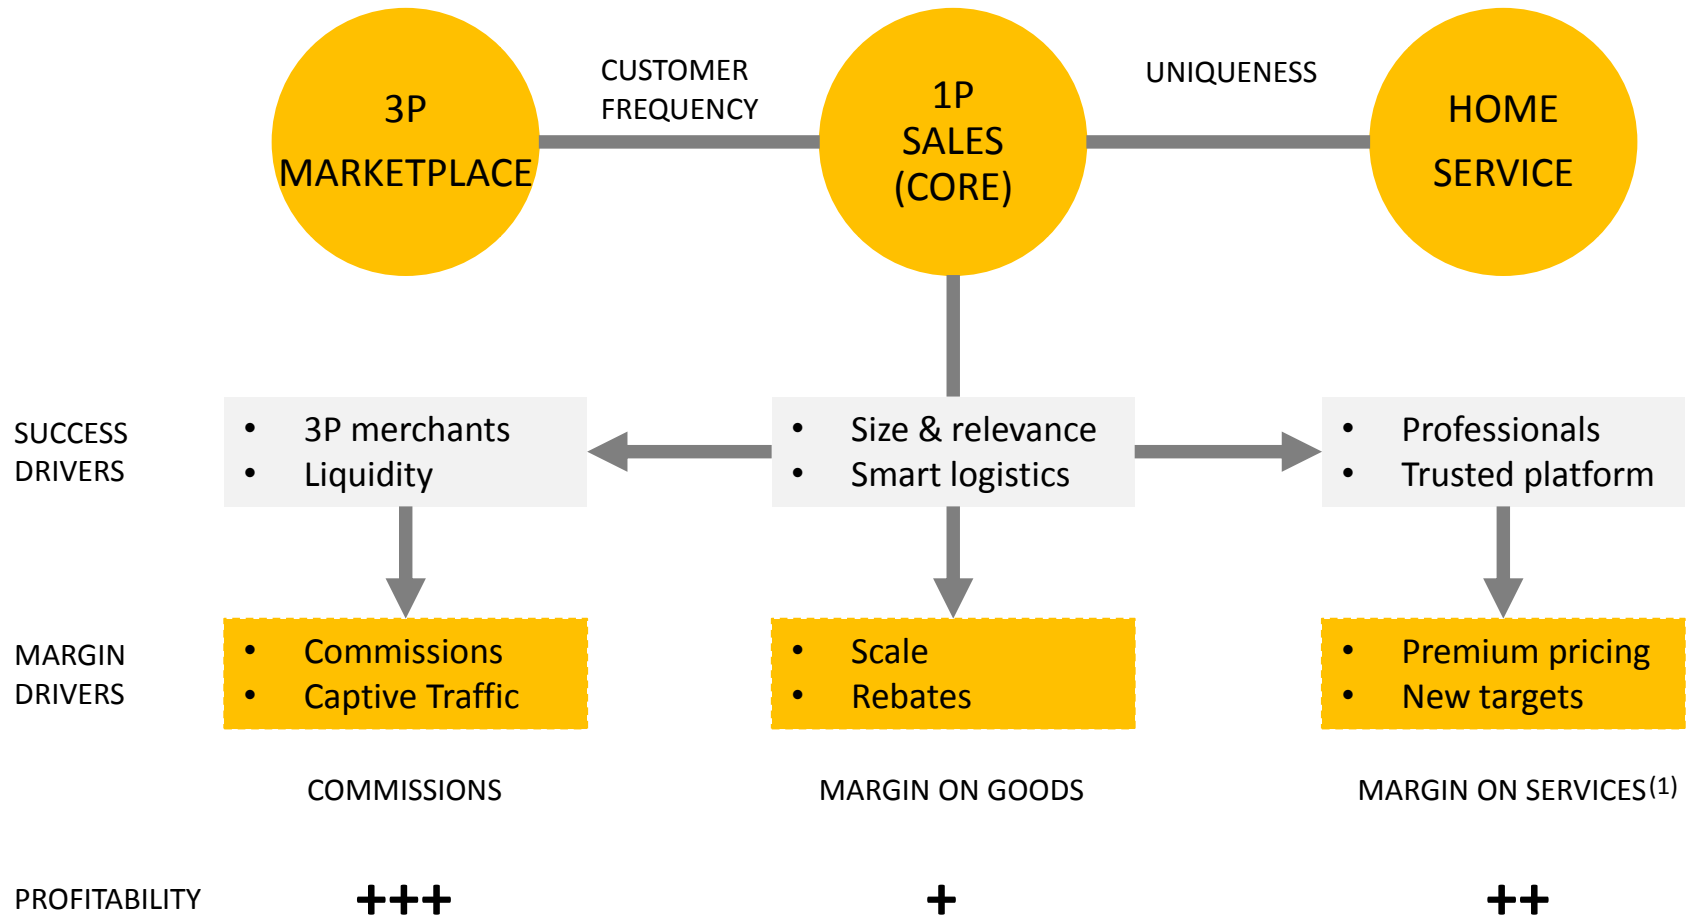 3P
MARKETPLACE
CUSTOMER
FREQUENCY
1P
SALES
(CORE)
UNIQUENESS
HOME
SERVICE
SUCCESS
DRIVERS
• 3P merchants
• Liquidity
• Size & relevance
• Smart logistics
• Professionals
• Trusted platform
MARGIN
DRIVERS
• Commissions
• Captive Traffic
• Scale
• Rebates
• Premium pricing
• New targets
COMMISSIONS
MARGIN ON GOODS
MARGIN ON SERVICES(1)
PROFITABILITY
+++
+
++